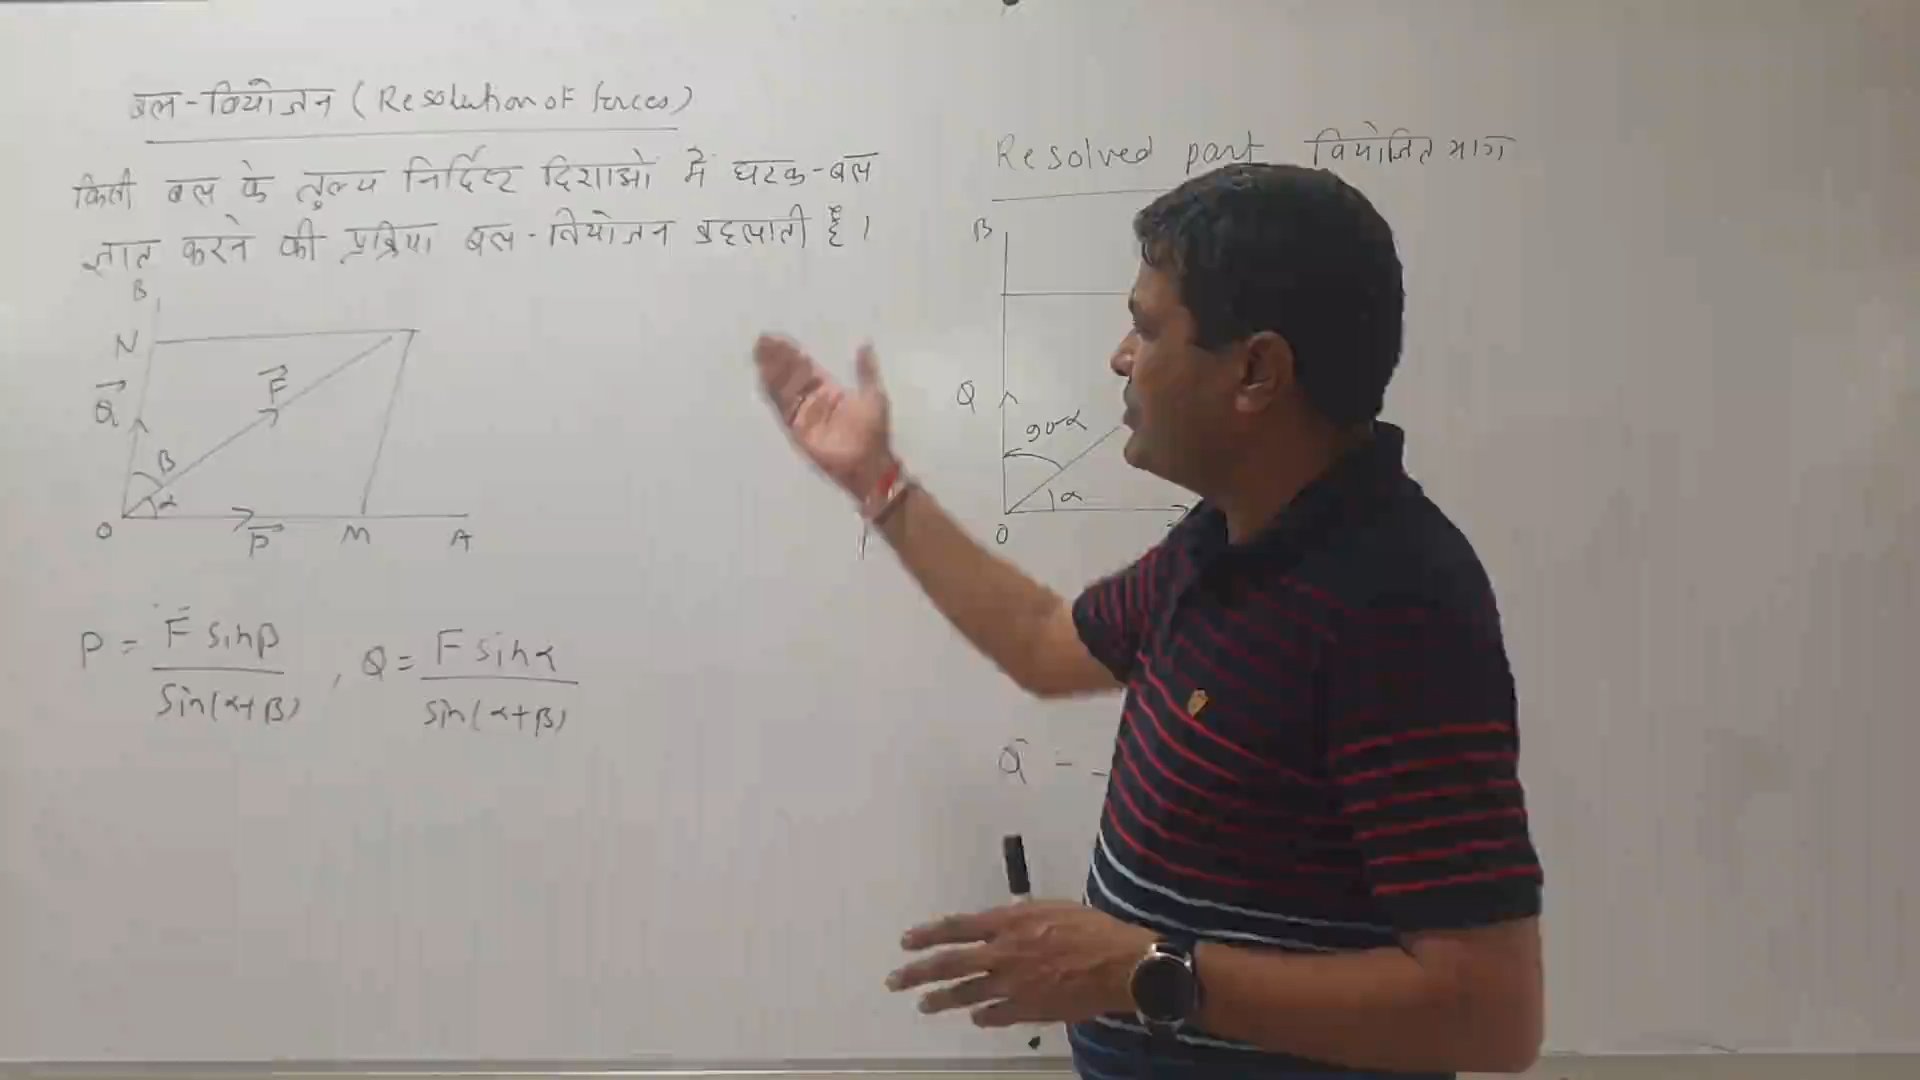 बल-वियोजन (Resolution of forces)
किसी बल के तुल्य निर्दिष्ट दिशाओं में घटक-बल
ज्ञात करने की प्रक्रिया बल-वियोजन कहलाती है।
B
N
Q
F
B
α
O
P
M
A
P = F sinβ / sin(α+β) , Q = F sinα / sin(α+β)
Resolved part वियोजित भाग
B
Q
90-α
α
O
Q = -